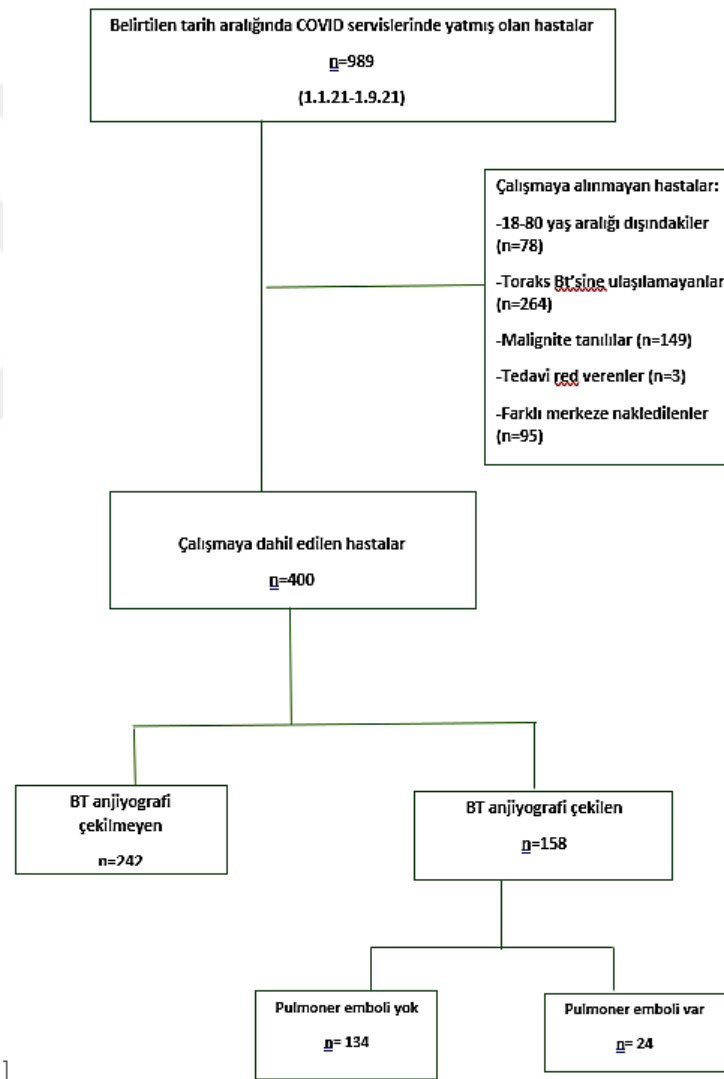 Belirtilen tarih aralığında COVID servislerinde yatmış olan hastalar
n=989
(1.1.21-1.9.21)
Çalışmaya alınmayan hastalar:
-18-80 yaş aralığı dışındakiler
(n=78)
-Toraks Bt'sine ulaşılamayanlar
(n=264)
-Malignite tanılılar (n=149)
-Tedavi red verenler (n=3)
-Farklı merkeze nakledilenler
(n=95)
Çalışmaya dahil edilen hastalar
n=400
BT anjiyografi
çekilmeyen
n=242
BT anjiyografi çekilen
n=158
Pulmoner emboli yok
n= 134
Pulmoner emboli var
n= 24
1